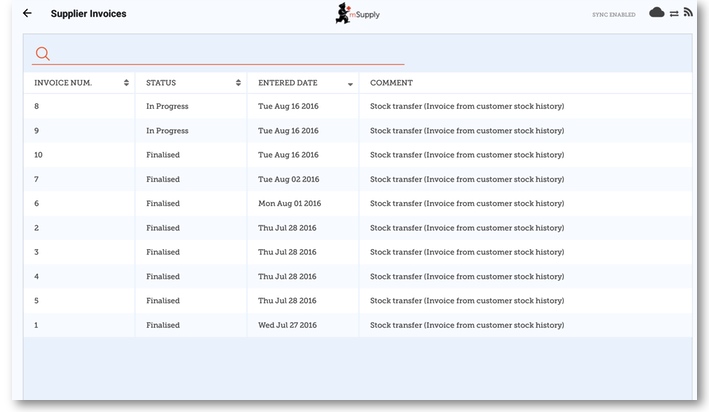 Supplier Invoices
mSupply
SYNC ENABLED
INVOICE NUM. STATUS ENTERED DATE COMMENT
8 In Progress Tue Aug 16 2016 Stock transfer (Invoice from customer stock history)
9 In Progress Tue Aug 16 2016 Stock transfer (Invoice from customer stock history)
10 Finalised Tue Aug 16 2016 Stock transfer (Invoice from customer stock history)
7 Finalised Tue Aug 02 2016 Stock transfer (Invoice from customer stock history)
6 Finalised Mon Aug 01 2016 Stock transfer (Invoice from customer stock history)
2 Finalised Thu Jul 28 2016 Stock transfer (Invoice from customer stock history)
3 Finalised Thu Jul 28 2016 Stock transfer (Invoice from customer stock history)
4 Finalised Thu Jul 28 2016 Stock transfer (Invoice from customer stock history)
5 Finalised Thu Jul 28 2016 Stock transfer (Invoice from customer stock history)
1 Finalised Wed Jul 27 2016 Stock transfer (Invoice from customer stock history)